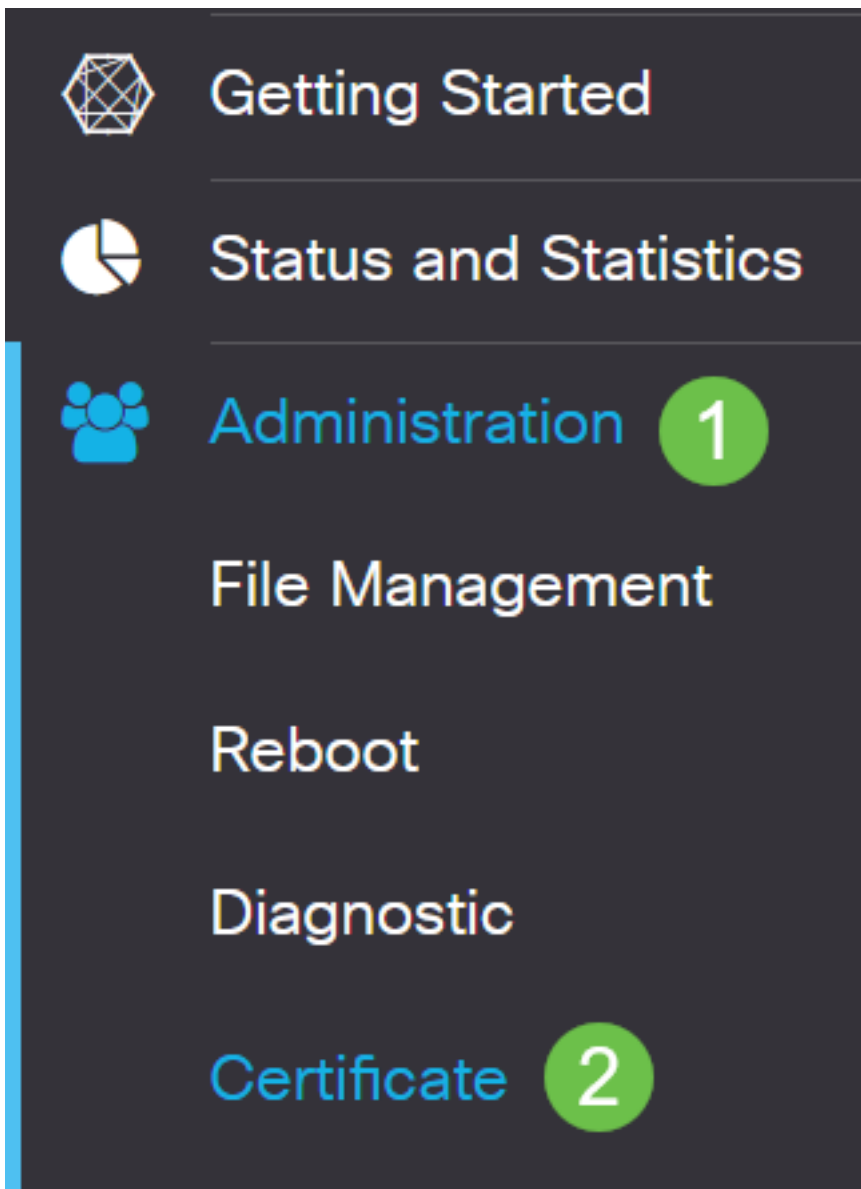 Getting Started
Status and Statistics
Administration 1
File Management
Reboot
Diagnostic
Certificate 2